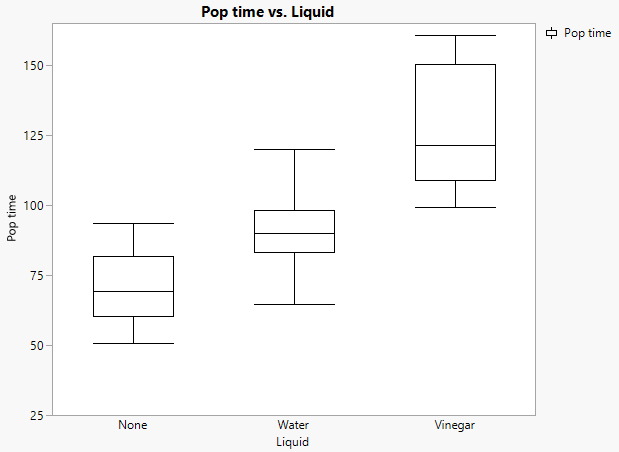 Pop time vs. Liquid
Pop time
150
125
100
75
50
25
Pop time
None Water Vinegar
Liquid